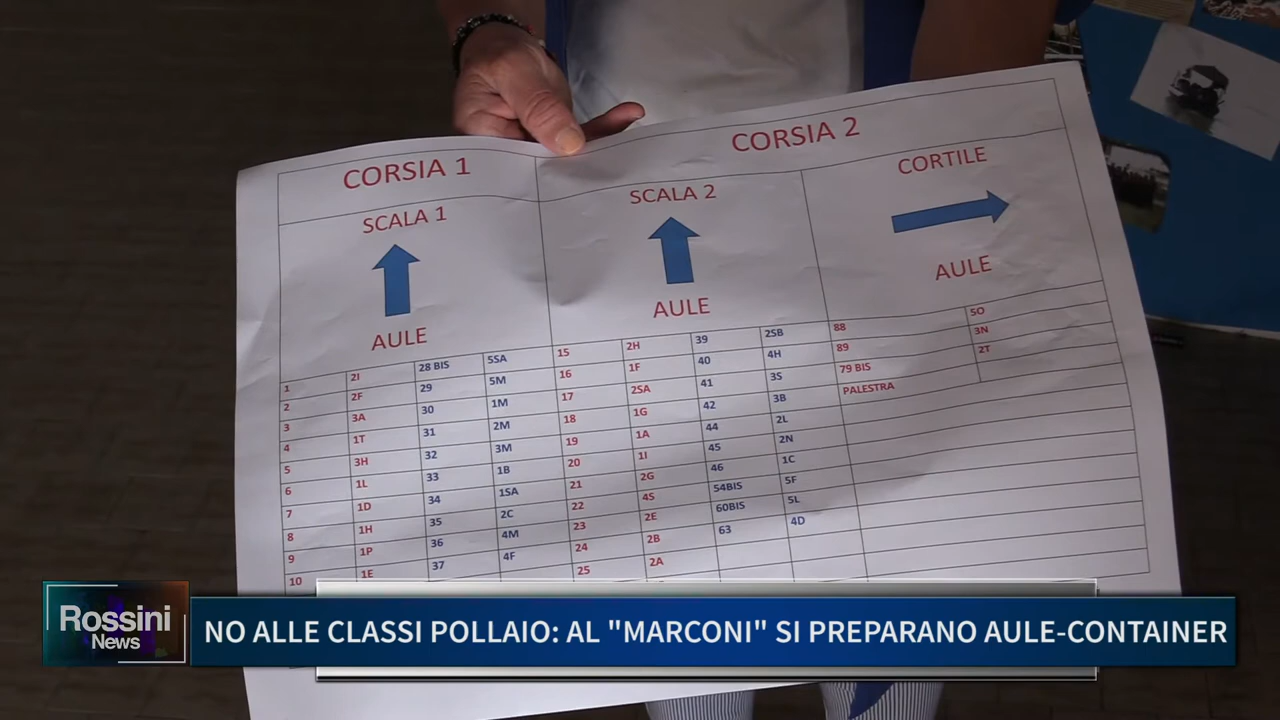 CORSIA 1 CORSIA 2
SCALA 1 SCALA 2 CORTILE
AULE AULE AULE
1 2I 28 BIS 5SA 15 2H 39 2SB 88 5O
2 2F 29 5M 16 1F 40 4H 89 3N
3 3A 30 1M 17 2SA 41 3S 79 BIS 2T
4 1T 31 2M 18 1G 42 3B PALESTRA
5 3H 32 3M 19 1A 44 2L
6 1L 33 1B 20 1I 45 2N
7 1D 34 1SA 21 2G 46 1C
8 1H 35 2C 22 4S 54BIS 5F
9 1P 36 4M 23 2E 60BIS 5L
10 1E 37 4F 24 2B 63 4D
25 2A
Rossini
News
NO ALLE CLASSI POLLAIO: AL "MARCONI" SI PREPARANO AULE-CONTAINER